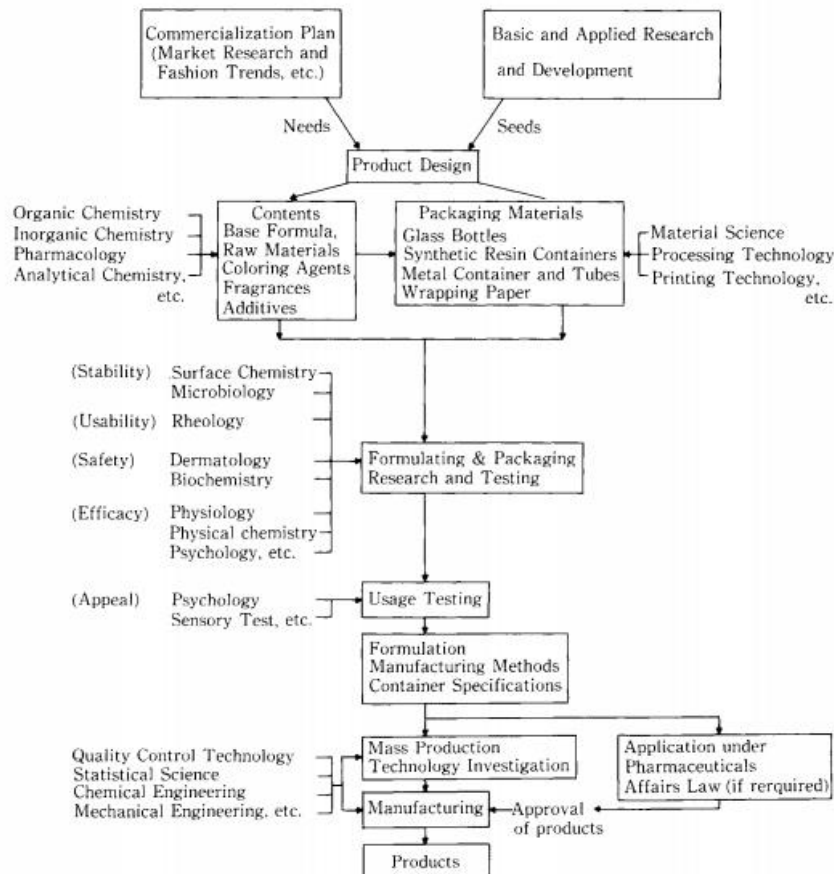 Commercialization Plan
(Market Research and
Fashion Trends, etc.)
Basic and Applied Research
and Development
Needs
Seeds
Product Design
Organic Chemistry
Inorganic Chemistry
Pharmacology
Analytical Chemistry,
etc.
Contents
Base Formula,
Raw Materials
Coloring Agents
Fragrances
Additives
Packaging Materials
Glass Bottles
Synthetic Resin Containers
Metal Container and Tubes
Wrapping Paper
Material Science
Processing Technology
Printing Technology,
etc.
(Stability) Surface Chemistry
Microbiology
(Usability) Rheology
(Safety) Dermatology
Biochemistry
(Efficacy) Physiology
Physical chemistry
Psychology, etc.
Formulating & Packaging
Research and Testing
(Appeal) Psychology
Sensory Test, etc.
Usage Testing
Formulation
Manufacturing Methods
Container Specifications
Quality Control Technology
Statistical Science
Chemical Engineering
Mechanical Engineering, etc.
Mass Production
Technology Investigation
Application under
Pharmaceuticals
Affairs Law (if rerquired)
Manufacturing
Approval
of products
Products